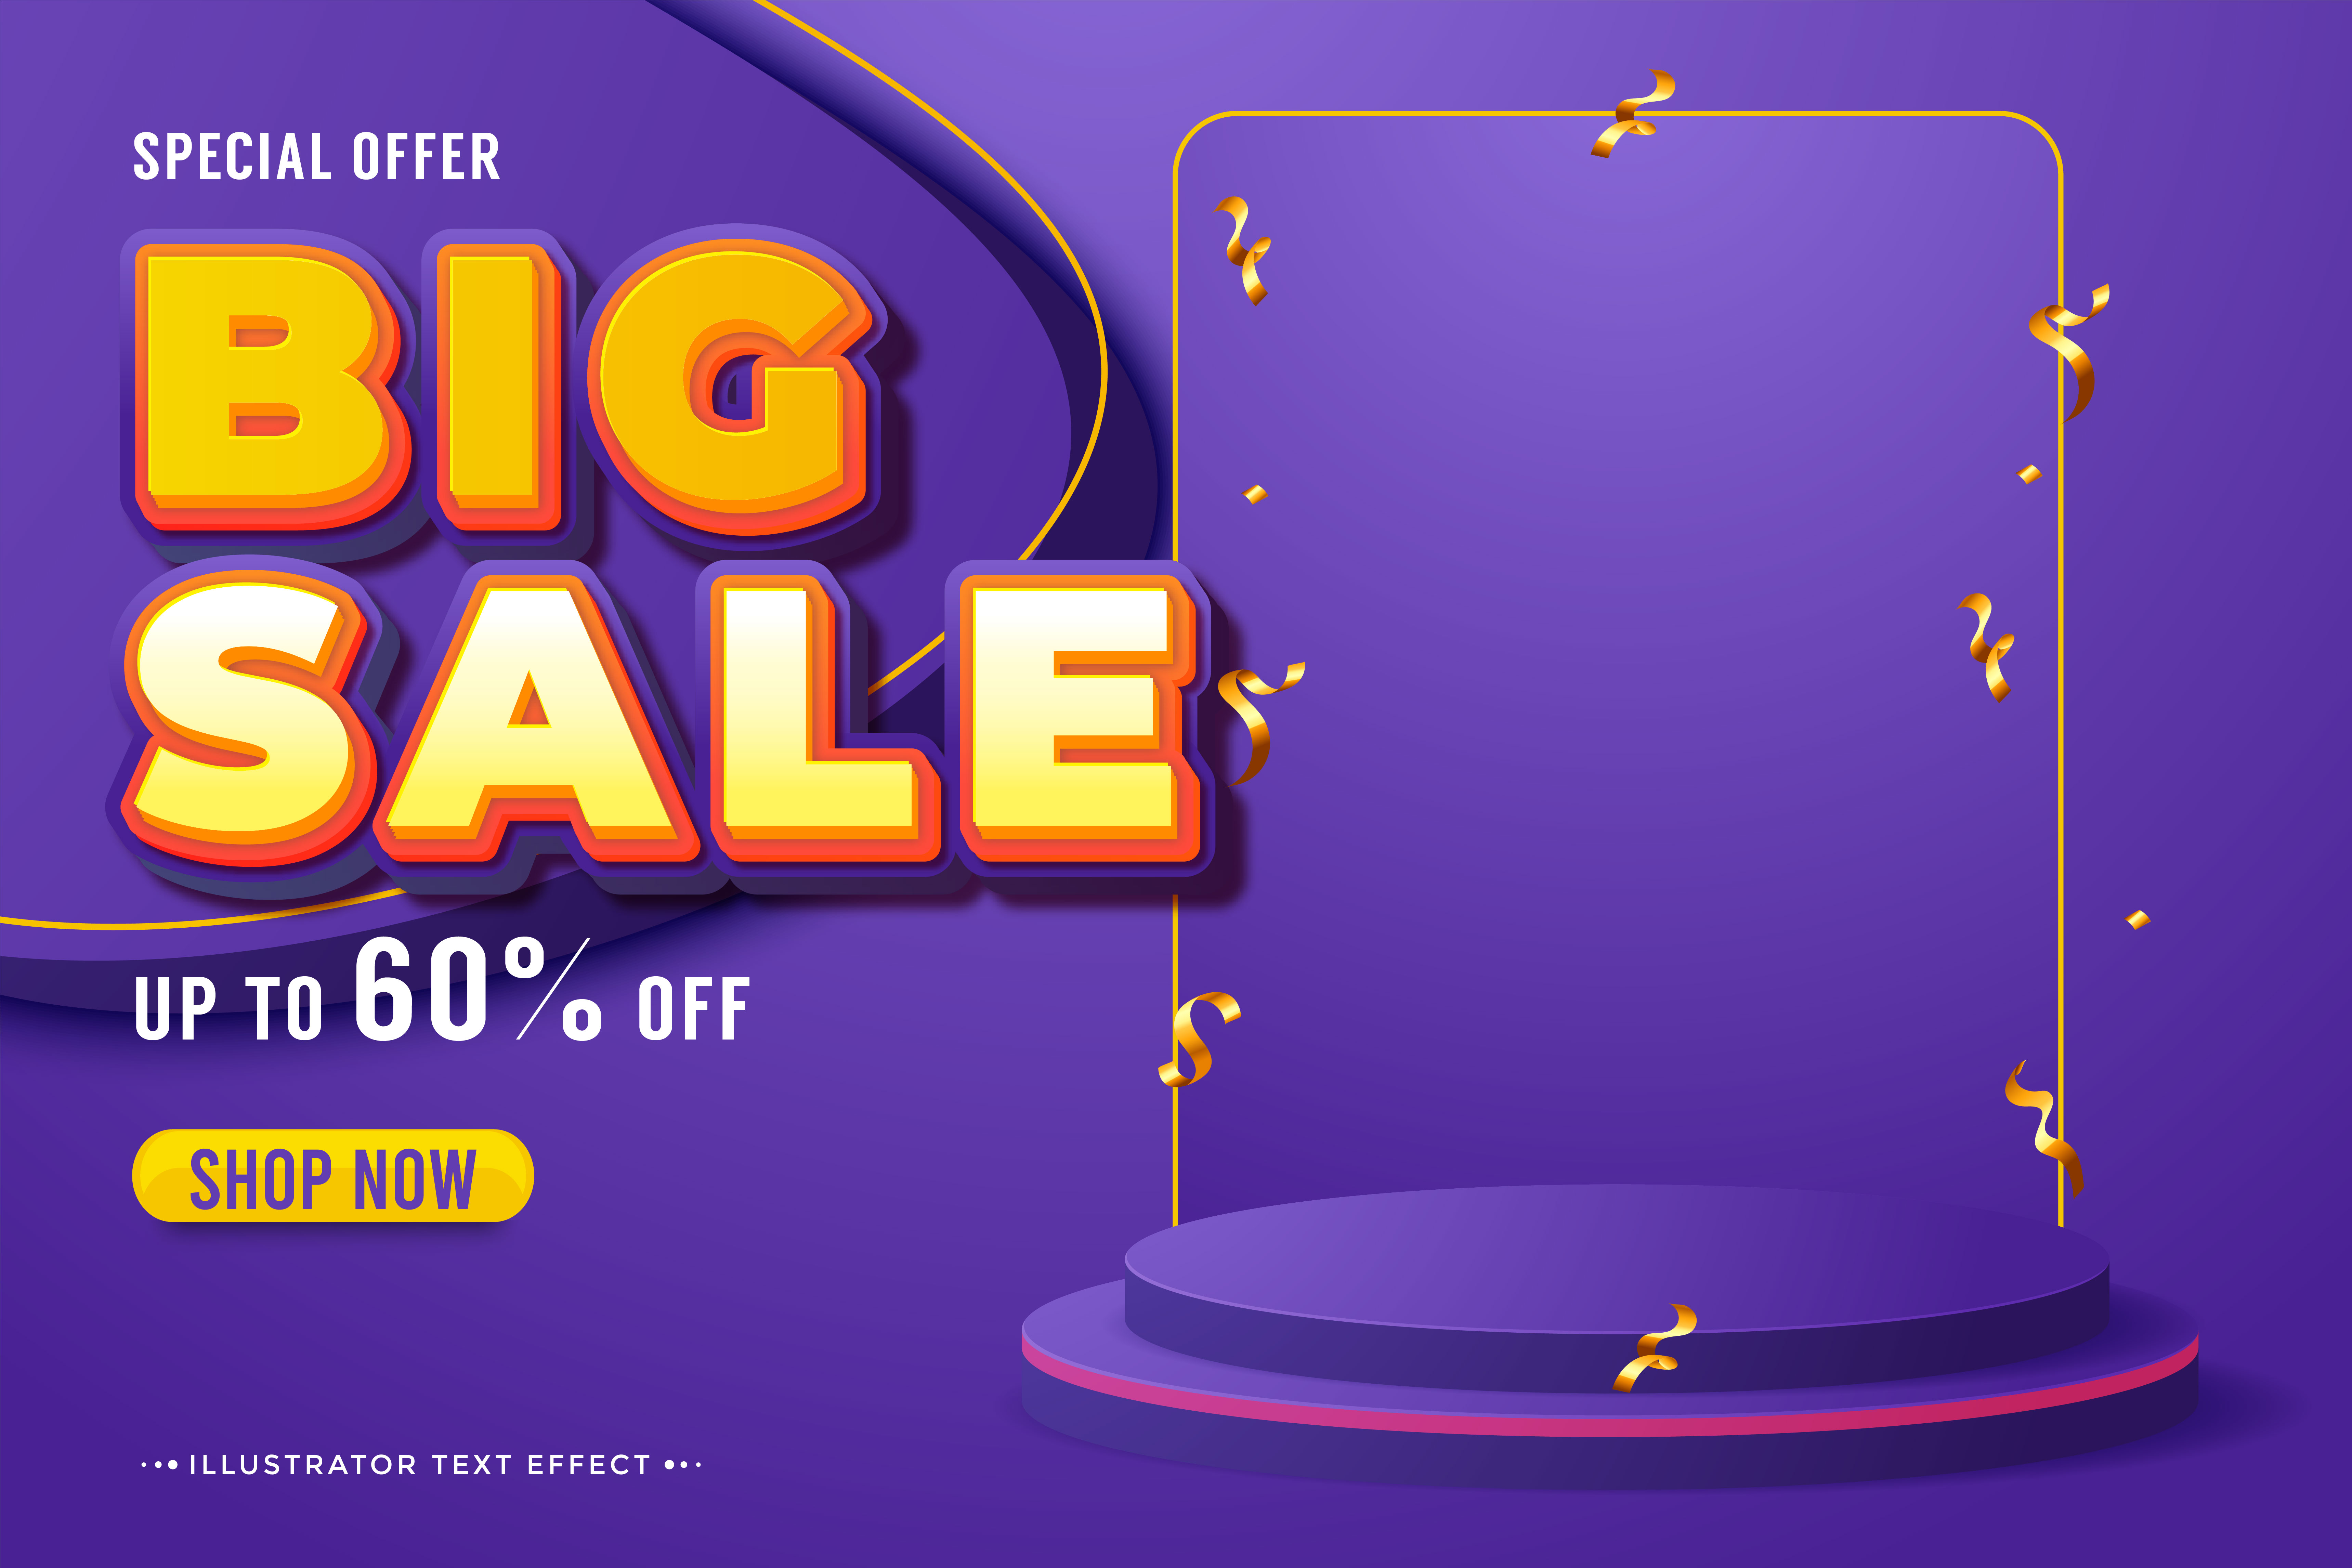 SPECIAL OFFER
BIG
SALE
UP TO 60% OFF
SHOP NOW
ILLUSTRATOR TEXT EFFECT